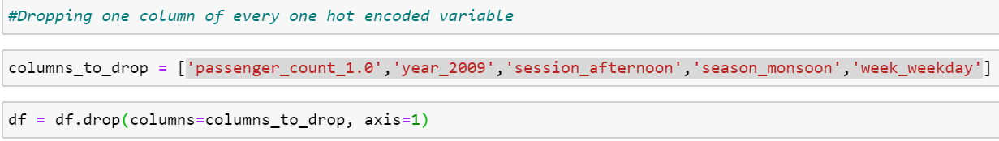 #Dropping one column of every one hot encoded variable
columns_to_drop = ['passenger_count_1.0','year_2009','session_afternoon','season_monsoon','week_weekday']
df = df.drop(columns=columns_to_drop, axis=1)